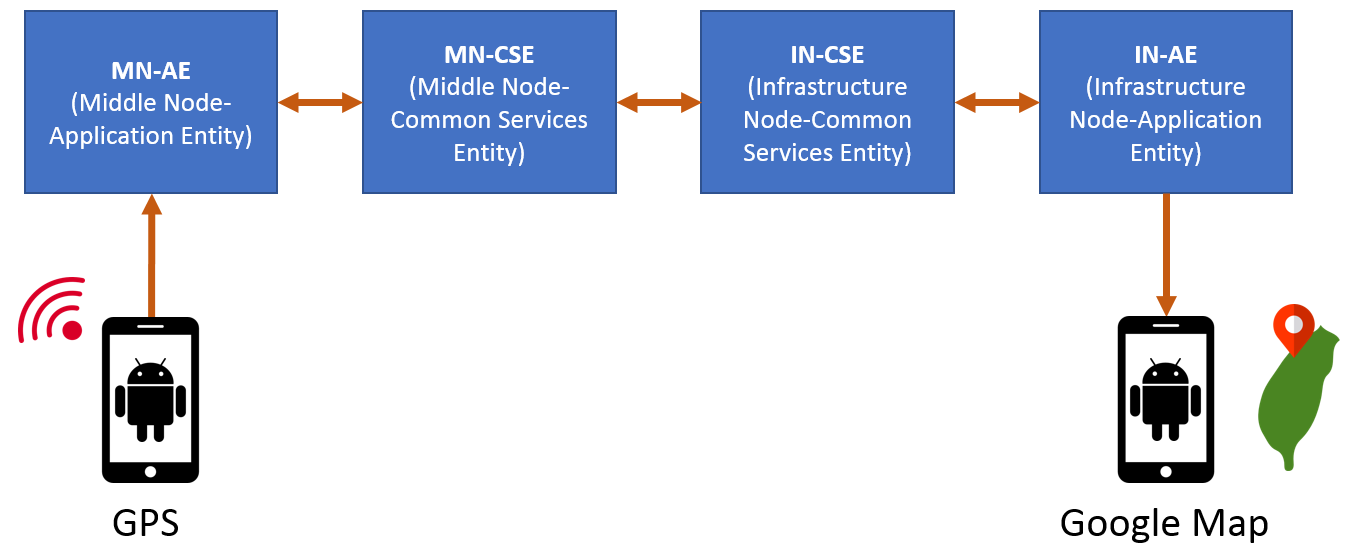 MN-AE
(Middle Node-
Application Entity)
MN-CSE
(Middle Node-
Common Services
Entity)
IN-CSE
(Infrastructure
Node-Common
Services Entity)
IN-AE
(Infrastructure
Node-Application
Entity)
GPS
Google Map